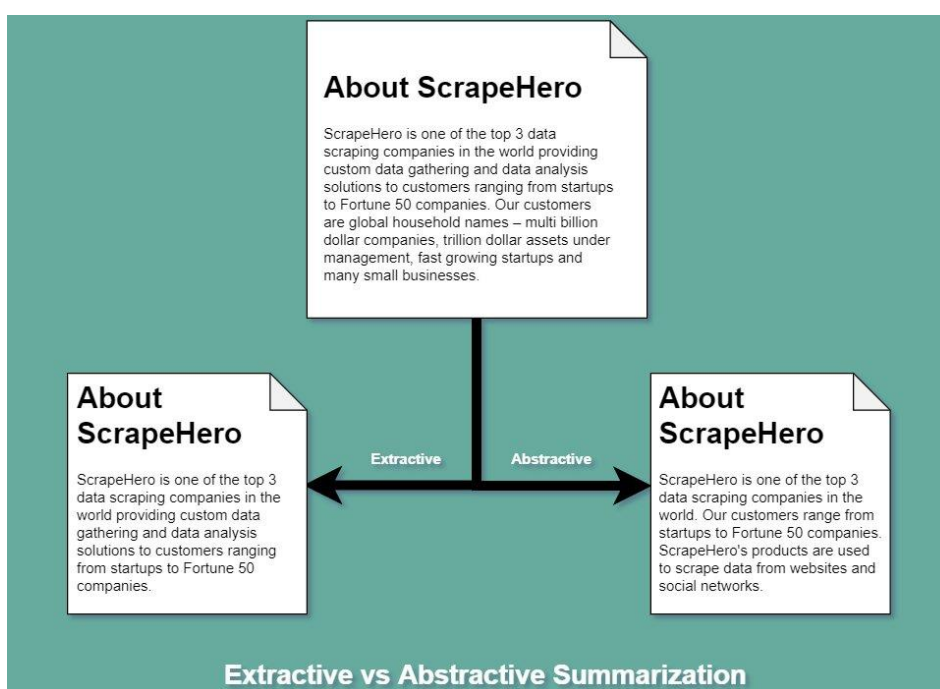 About ScrapeHero
ScrapeHero is one of the top 3 data
scraping companies in the world providing
custom data gathering and data analysis
solutions to customers ranging from startups
to Fortune 50 companies. Our customers
are global household names – multi billion
dollar companies, trillion dollar assets under
management, fast growing startups and
many small businesses.
Extractive
Abstractive
About
ScrapeHero
ScrapeHero is one of the top 3
data scraping companies in the
world providing custom data
gathering and data analysis
solutions to customers ranging
from startups to Fortune 50
companies.
About
ScrapeHero
ScrapeHero is one of the top 3
data scraping companies in the
world. Our customers range from
startups to Fortune 50 companies.
ScrapeHero's products are used
to scrape data from websites and
social networks.
Extractive vs Abstractive Summarization